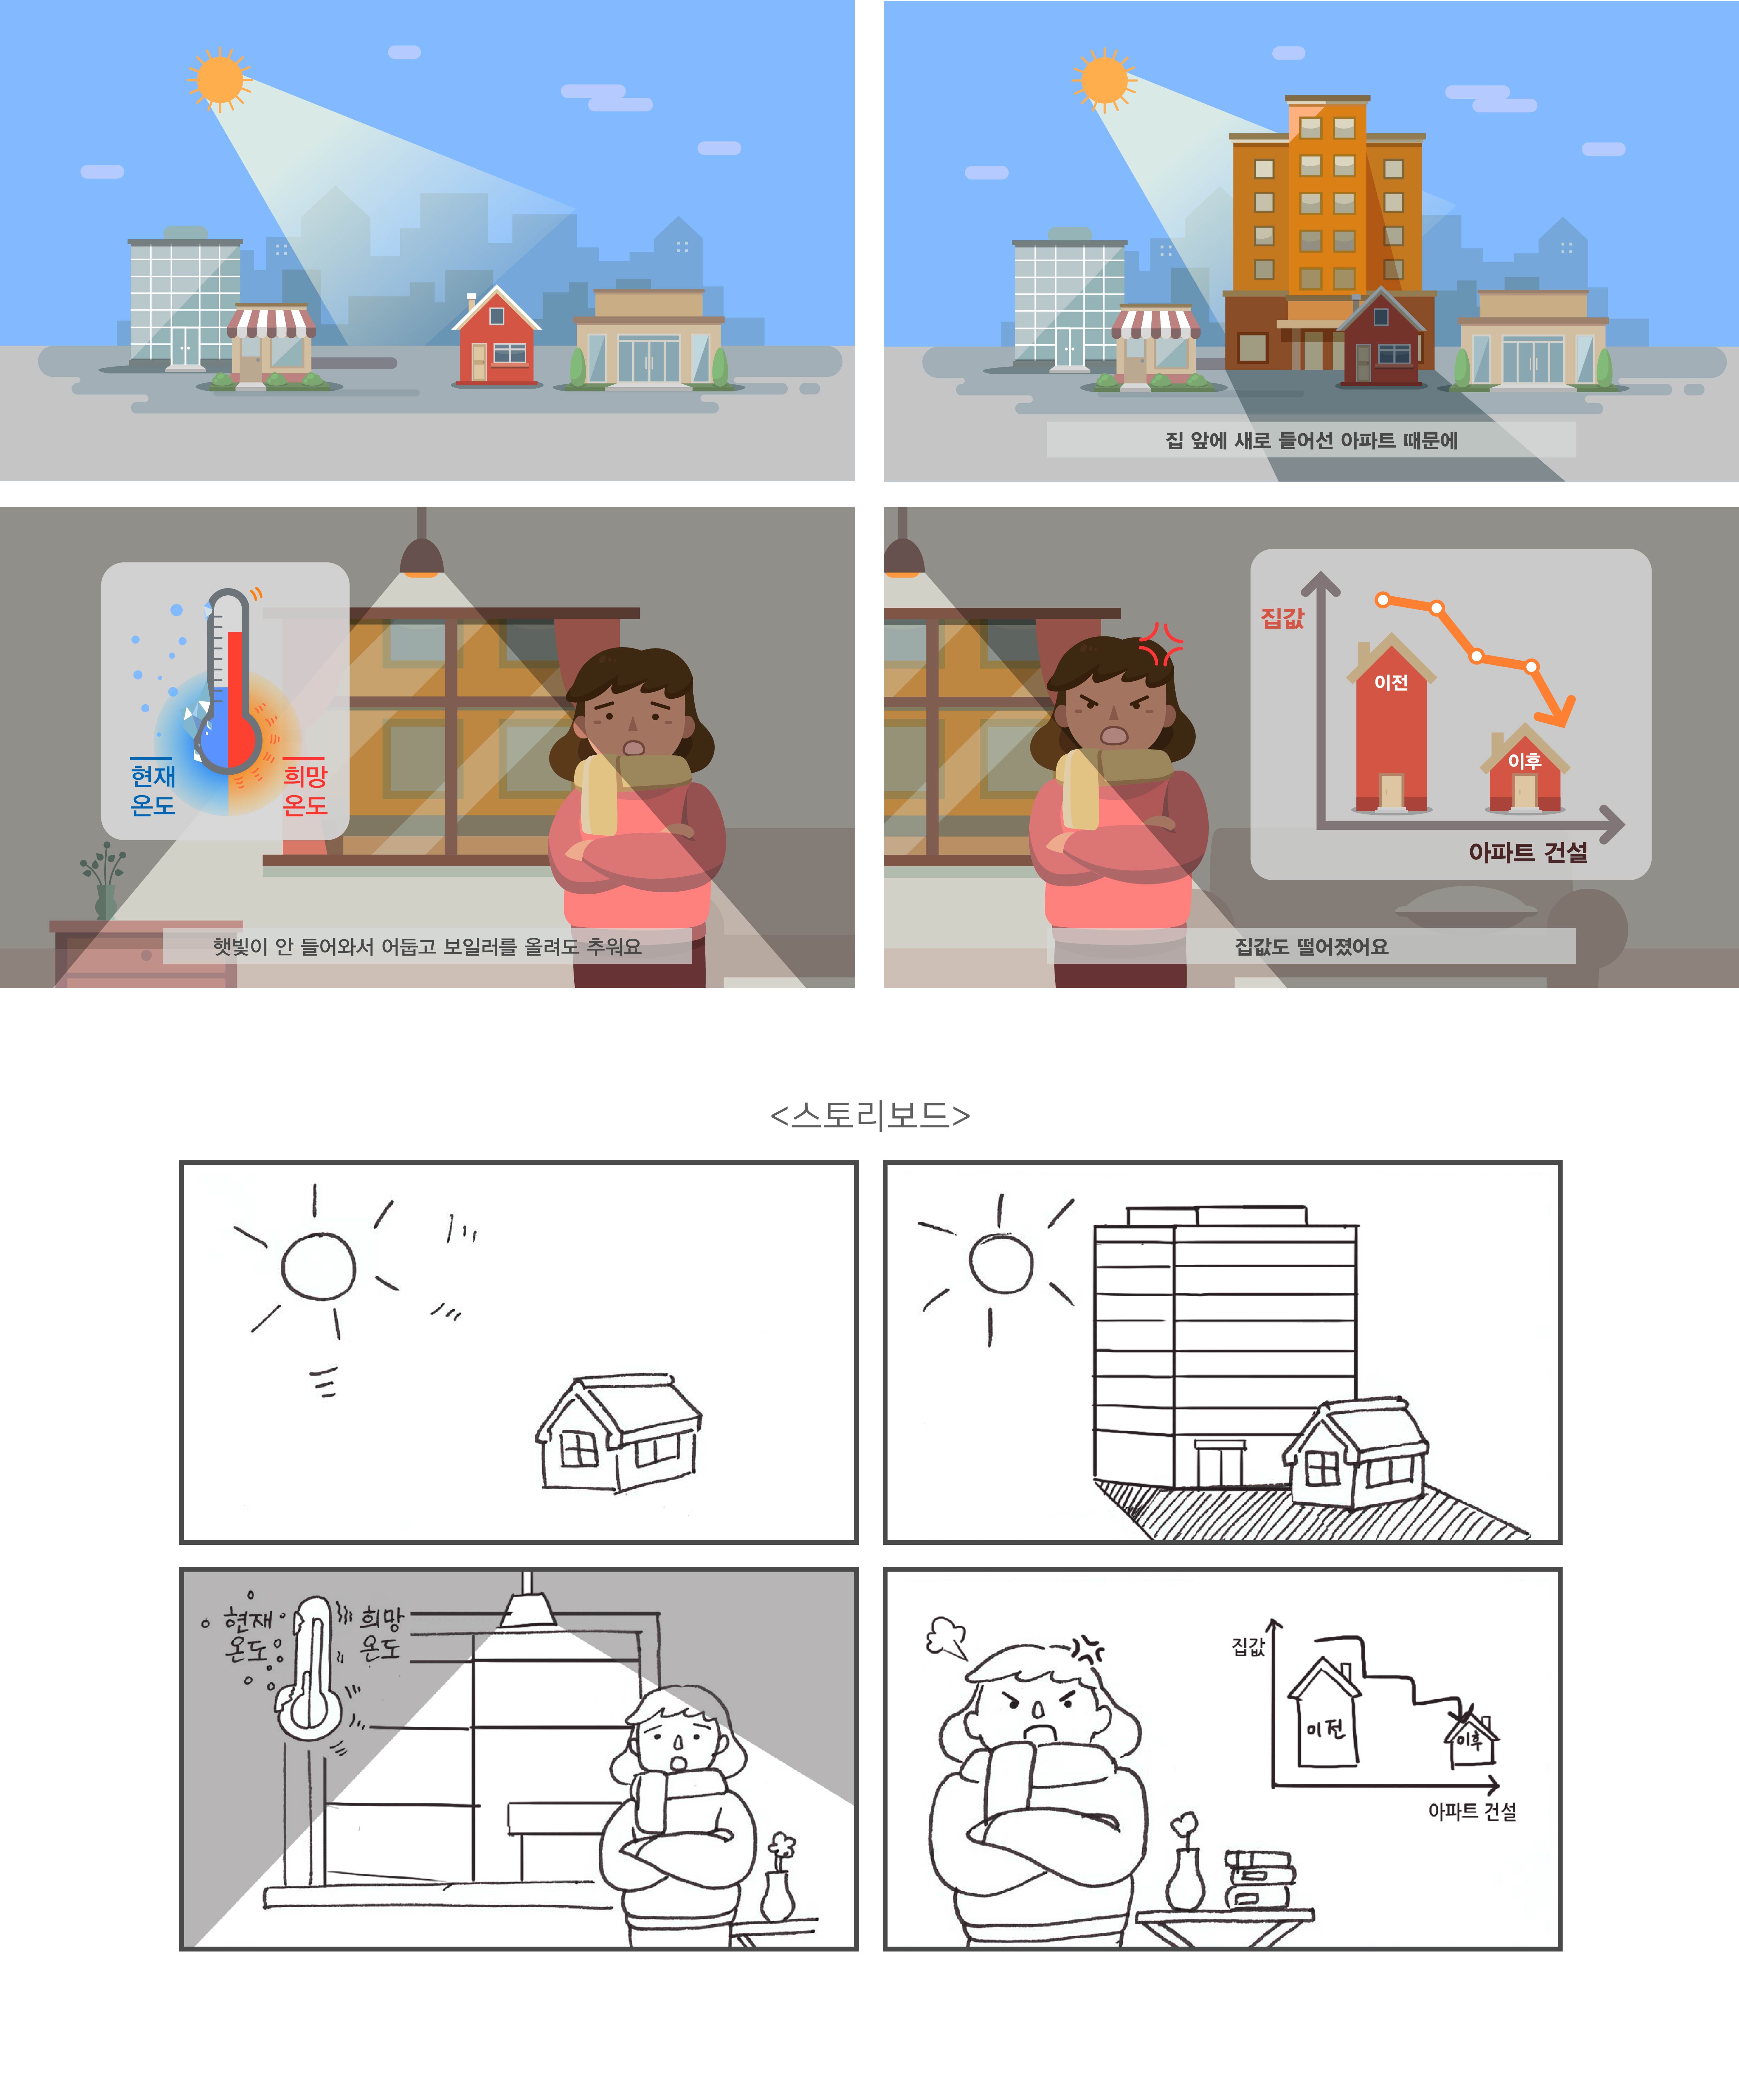 집 앞에 새로 들어선 아파트 때문에
현재
온도
희망
온도
햇빛이 안 들어와서 어둡고 보일러를 올려도 추워요
집값
이전
이후
아파트 건설
집값도 떨어졌어요
<스토리보드>
현재
온도
희망
온도
집값
이전
이후
아파트 건설